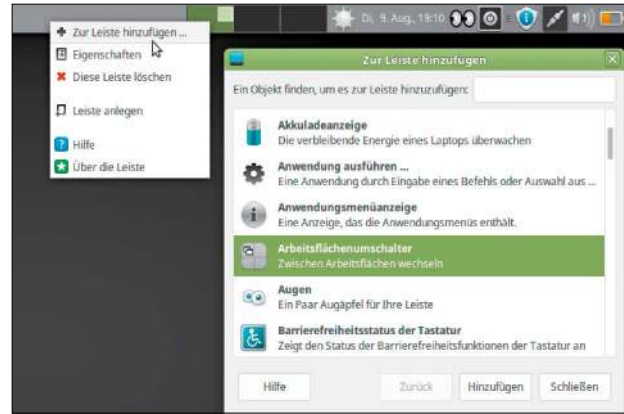 Zur Leiste hinzufügen ...
Eigenschaften
Diese Leiste löschen
Leiste anlegen
Hilfe
Über die Leiste
Di, 9. Aug., 19:10
Zur Leiste hinzufügen
Ein Objekt finden, um es zur Leiste hinzuzufügen:
Akkuladeanzeige
Die verbleibende Energie eines Laptops überwachen
Anwendung ausführen ...
Eine Anwendung durch Eingabe eines Befehls oder Auswahl aus ...
Anwendungsmenüanzeige
Eine Anzeige, das die Anwendungsmenüs enthält.
Arbeitsflächenumschalter
Zwischen Arbeitsflächen wechseln
Augen
Ein Paar Augäpfel für Ihre Leiste
Barrierefreiheitsstatus der Tastatur
Zeigt den Status der Barrierefreiheitsfunktionen der Tastatur an
Hilfe
Zurück
Hinzufügen
Schließen